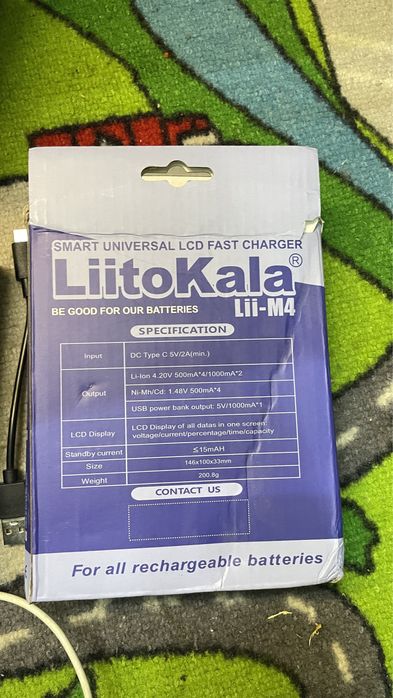 SMART UNIVERSAL LCD FAST CHARGER
LiitoKala®
BE GOOD FOR OUR BATTERIES Lii-M4
SPECIFICATION
Input DC Type C 5V/2A(min.)
Output Li-Ion 4.20V 500mA*4/1000mA*2
Ni-Mh/Cd: 1.48V 500mA*4
USB power bank output: 5V/1000mA*1
LCD Display LCD Display of all datas in one screen:
voltage/current/percentage/time/capacity
Standby current ≤15mAH
Size 146x100x33mm
Weight 200.8g
CONTACT US
For all rechargeable batteries